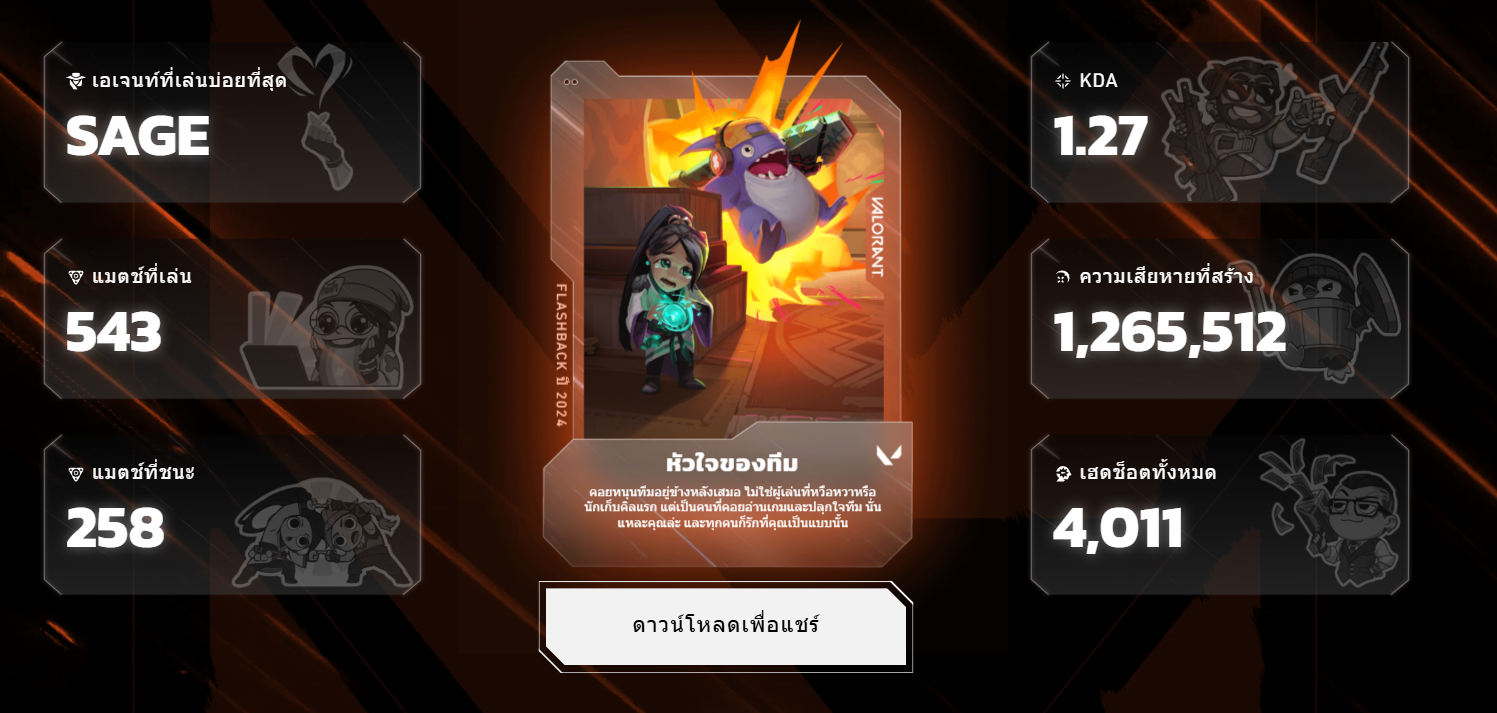 เอเจนท์ที่เล่นบ่อยที่สุด
SAGE
แมตช์ที่เล่น
543
แมตช์ที่ชนะ
258
VALORANT
FLASHBACK ปี 2024
หัวใจของทีม
คอยหนุนทีมอยู่ข้างหลังเสมอ ไม่ใช่ผู้เล่นที่หวือหวาหรือ
นักเก็บคิลแรก แต่เป็นคนที่คอยอ่านเกมและปลุกใจทีม นั่น
แหละคุณล่ะ และทุกคนก็รักที่คุณเป็นแบบนั้น
ดาวน์โหลดเพื่อแชร์
KDA
1.27
ความเสียหายที่สร้าง
1,265,512
เฮดช็อตทั้งหมด
4,011